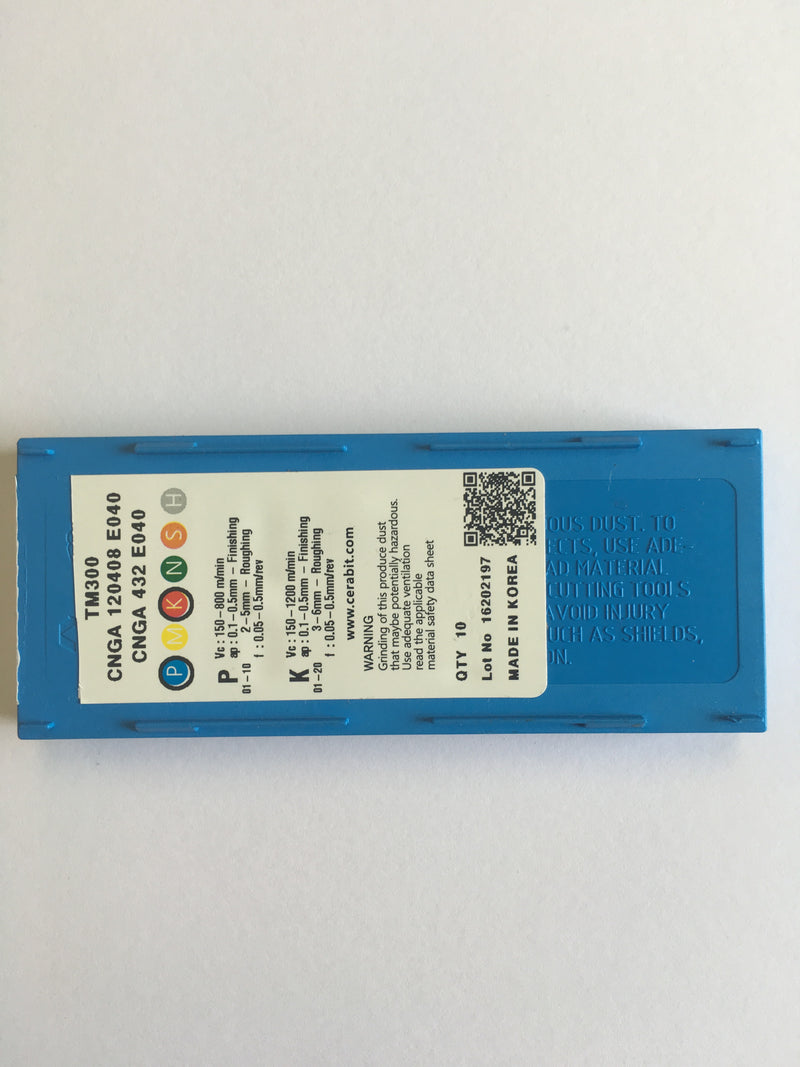 TM300
CNGA 120408 E040
CNGA 432 E040
P M K N S H
P Vc : 150-800 m/min
ap : 0.1-0.5mm - Finishing
01-10 2-5mm - Roughing
f : 0.05-0.5mm/rev
K Vc : 150-1200 m/min
ap : 0.1-0.5mm - Finishing
01-20 3-6mm - Roughing
f : 0.05-0.5mm/rev
www.cerabit.com
WARNING
Grinding of this produce dust
that maybe potentially hazardous.
Use adequate ventilation
read the applicable
material safety data sheet
QTY 10
Lot No 16202197
MADE IN KOREA
OUS DUST. TO
ECTS, USE ADE-
AD MATERIAL
CUTTING TOOLS
AVOID INJURY
UCH AS SHIELDS,
ON.